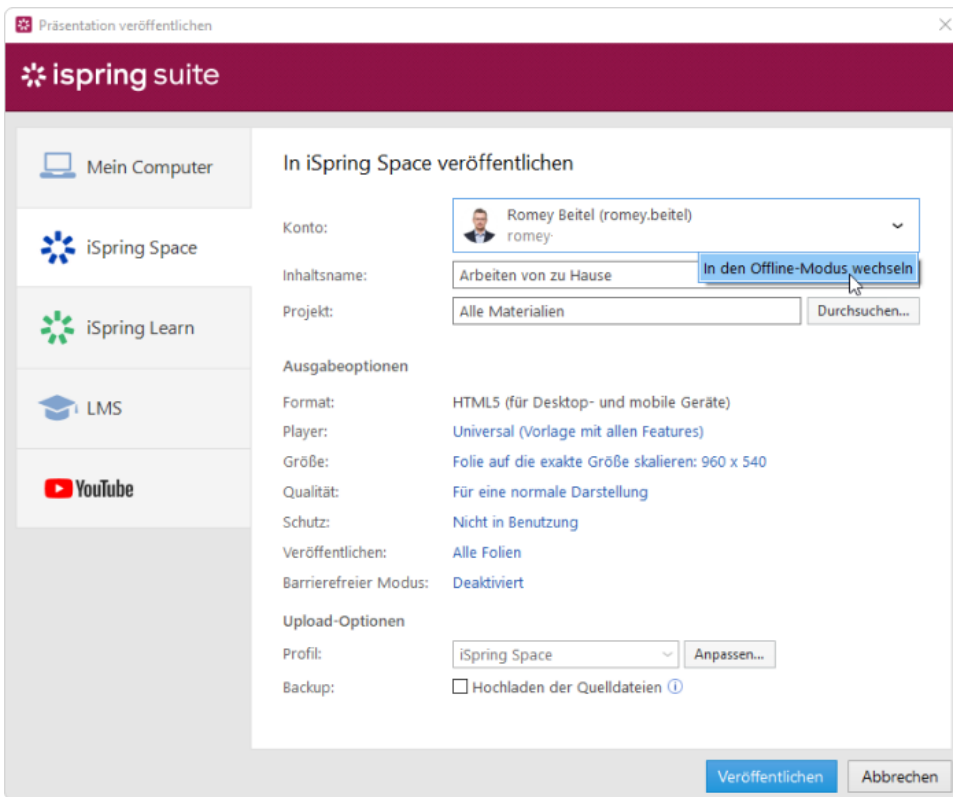 Präsentation veröffentlichen
ispring suite
Mein Computer
iSpring Space
iSpring Learn
LMS
YouTube
In iSpring Space veröffentlichen
Konto:
Romey Beitel (romey.beitel)
romey·
In den Offline-Modus wechseln
Inhaltsname:
Arbeiten von zu Hause
Projekt:
Alle Materialien
Durchsuchen...
Ausgabeoptionen
Format:
HTML5 (für Desktop- und mobile Geräte)
Player:
Universal (Vorlage mit allen Features)
Größe:
Folie auf die exakte Größe skalieren: 960 x 540
Qualität:
Für eine normale Darstellung
Schutz:
Nicht in Benutzung
Veröffentlichen:
Alle Folien
Barrierefreier Modus:
Deaktiviert
Upload-Optionen
Profil:
iSpring Space
Anpassen...
Backup:
Hochladen der Quelldateien
Veröffentlichen
Abbrechen